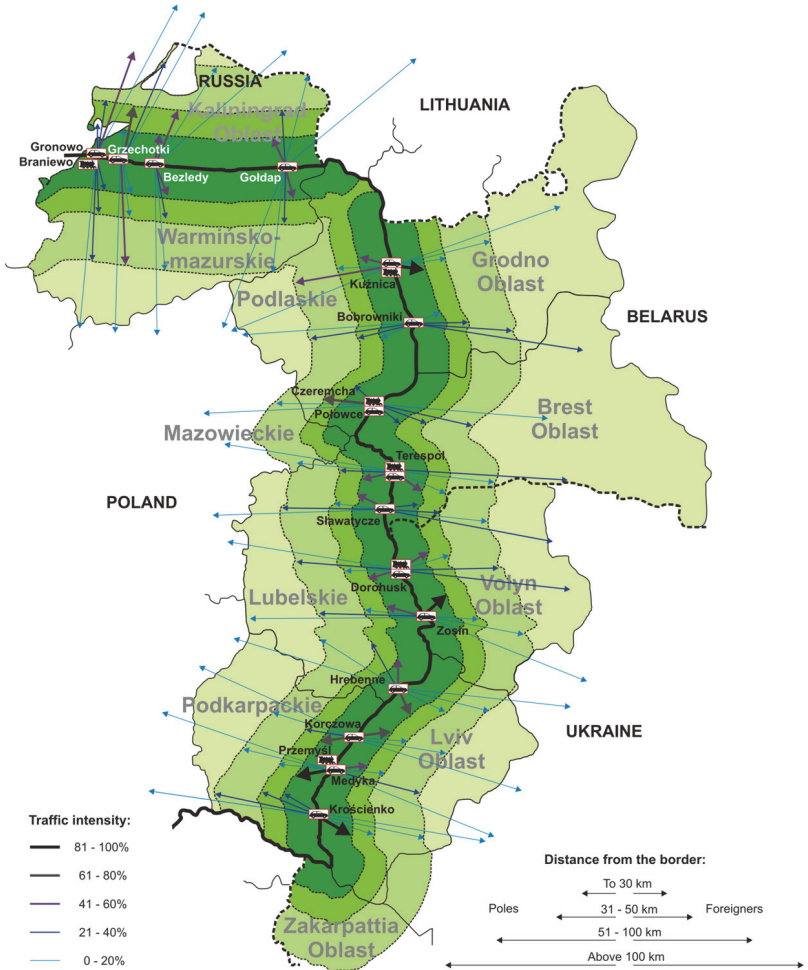 RUSSIA
LITHUANIA
Kaliningrad
Oblast
Gronowo
Grzechotki
Braniewo
Bezledy
Gołdap
Warmińsko-
mazurskie
Grodno
Oblast
Podlaskie
Kuźnica
Bobrowniki
BELARUS
Czeremcha
Połowce
Brest
Oblast
Mazowieckie
Terespol
POLAND
Sławatycze
Dorohusk
Volyn
Oblast
Lubelskie
Zosin
Hrebenne
Podkarpackie
Korczowa
Lviv
Oblast
UKRAINE
Przemyśl
Medyka
Krościenko
Traffic intensity:
81 - 100%
61 - 80%
41 - 60%
21 - 40%
0 - 20%
Distance from the border:
To 30 km
Poles 31 - 50 km Foreigners
51 - 100 km
Above 100 km
Zakarpattia
Oblast